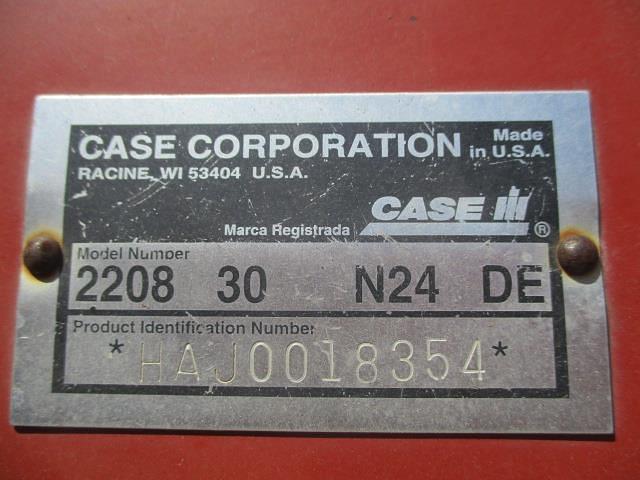 CASE CORPORATION Made in U.S.A.
RACINE, WI 53404 U.S.A.
CASE IH ®
Marca Registrada
Model Number
2208 30 N24 DE
Product Identification Number
*HAJ0018354*